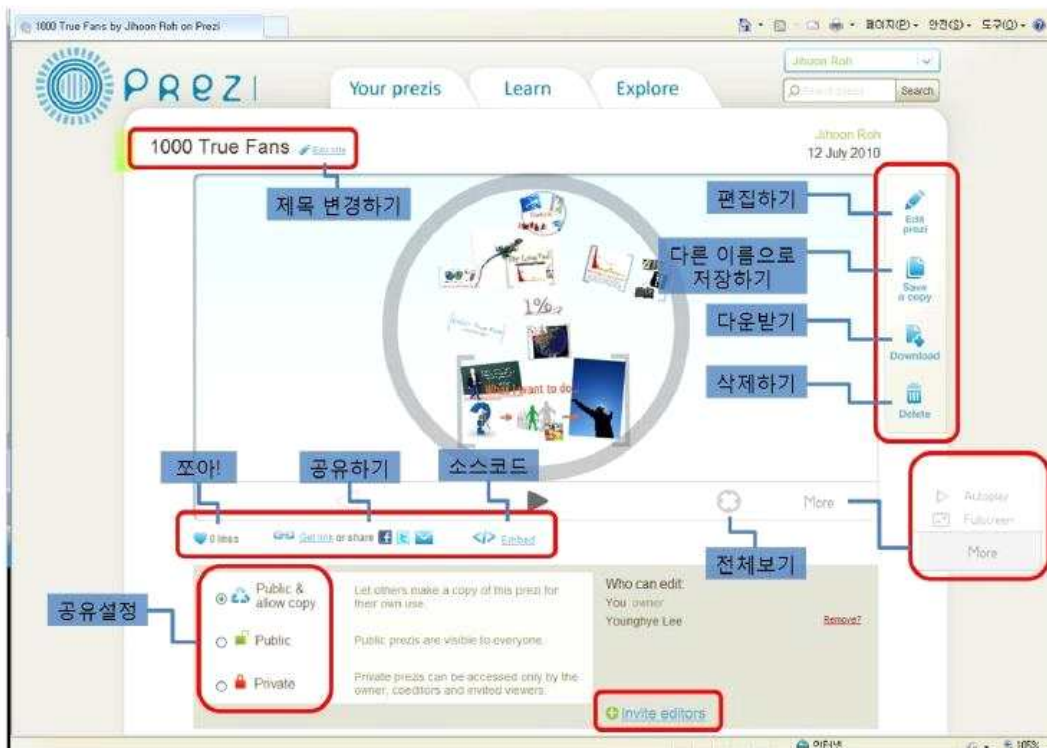 1000 True Fans by Jihoon Roh on Prezi
페이지(P) 안전(S) 도구(O)
PREZI
Your prezis Learn Explore
Jihoon Roh
Search
1000 True Fans Edit title
Jihoon Roh
12 July 2010
제목 변경하기
편집하기
Edit prezi
다른 이름으로
저장하기
Save
a copy
다운받기
Download
삭제하기
Delete
1%
What I want to do
쪼아!
공유하기
소스코드
0 likes
Get link or share
Embed
More
전체보기
Autoplay
Fullscreen
More
공유설정
Public &
allow copy
Let others make a copy of this prezi for
their own use.
Public
Public prezis are visible to everyone.
Private
Private prezis can be accessed only by the
owner, coeditors and invited viewers.
Who can edit:
You owner
Younghye Lee
Remove?
Invite editors
인터넷
105%